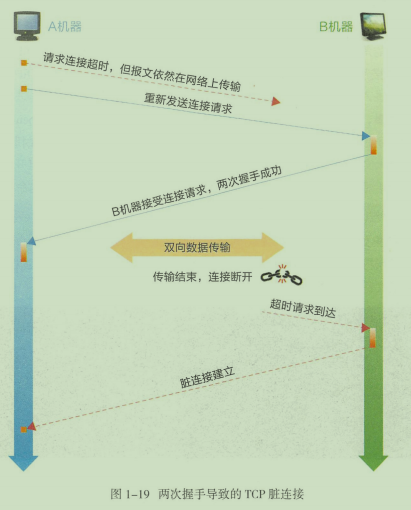 A机器
B机器
请求连接超时，但报文依然在网络上传输
重新发送连接请求
B机器接受连接请求，两次握手成功
双向数据传输
传输结束，连接断开
超时请求到达
脏连接建立
图 1-19 两次握手导致的 TCP 脏连接